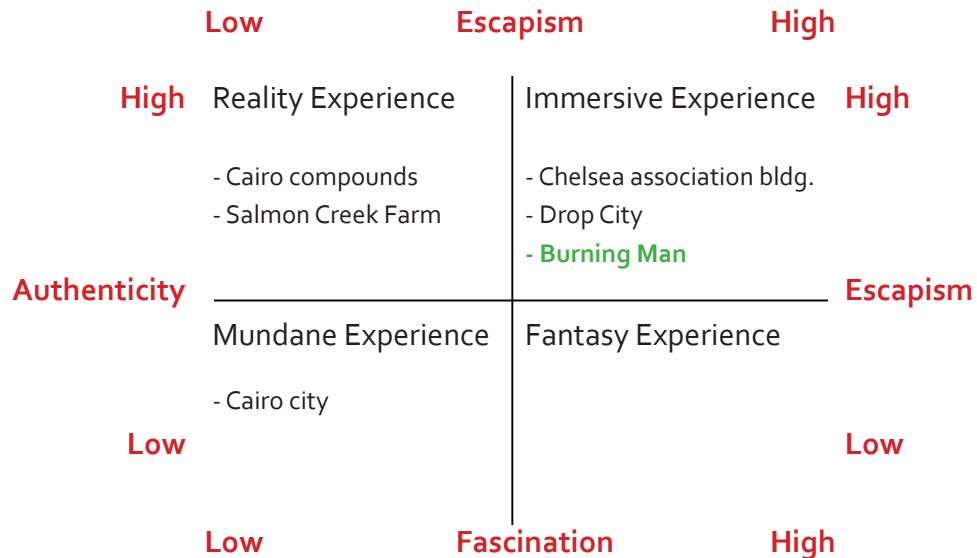 Low Escapism High
High Reality Experience Immersive Experience High
- Cairo compounds - Chelsea association bldg.
- Salmon Creek Farm - Drop City
- Burning Man
Authenticity Escapism
Mundane Experience Fantasy Experience
- Cairo city
Low Low
Low Fascination High